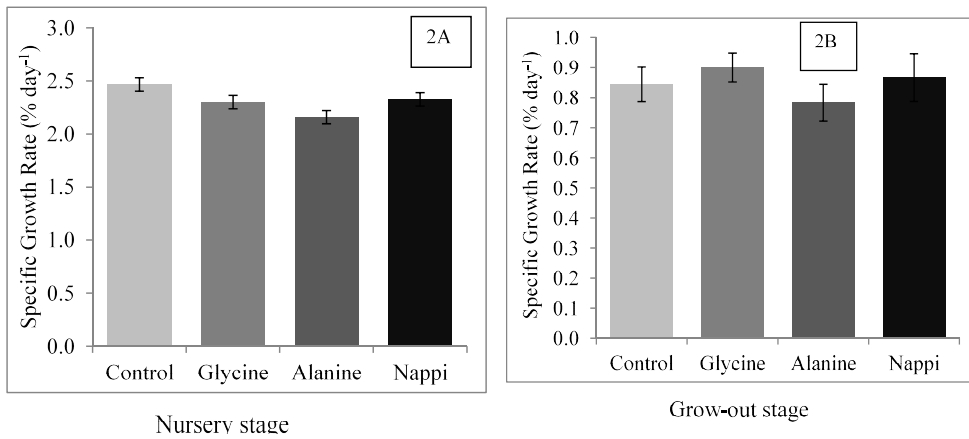 2A
Specific Growth Rate (% day-1)
3.0
2.5
2.0
1.5
1.0
0.5
0.0
Control Glycine Alanine Nappi
Nursery stage
2B
Specific Growth Rate (% day-1)
1.0
0.9
0.8
0.7
0.6
0.5
0.4
0.3
0.2
0.1
0.0
Control Glycine Alanine Nappi
Grow-out stage